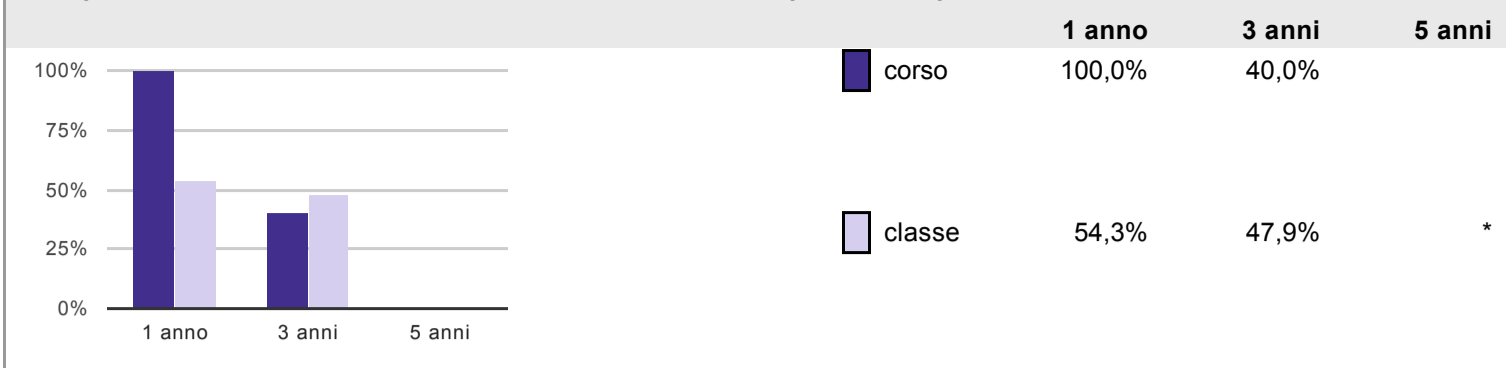 1 anno 3 anni 5 anni
100% corso 100,0% 40,0%
75%
50%
classe 54,3% 47,9% *
25%
0%
1 anno 3 anni 5 anni